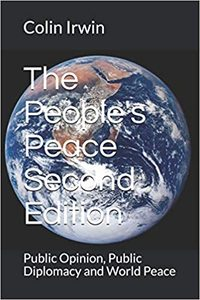 Colin Irwin
The
People's
Peace
Second
Edition
Public Opinion, Public
Diplomacy and World Peace